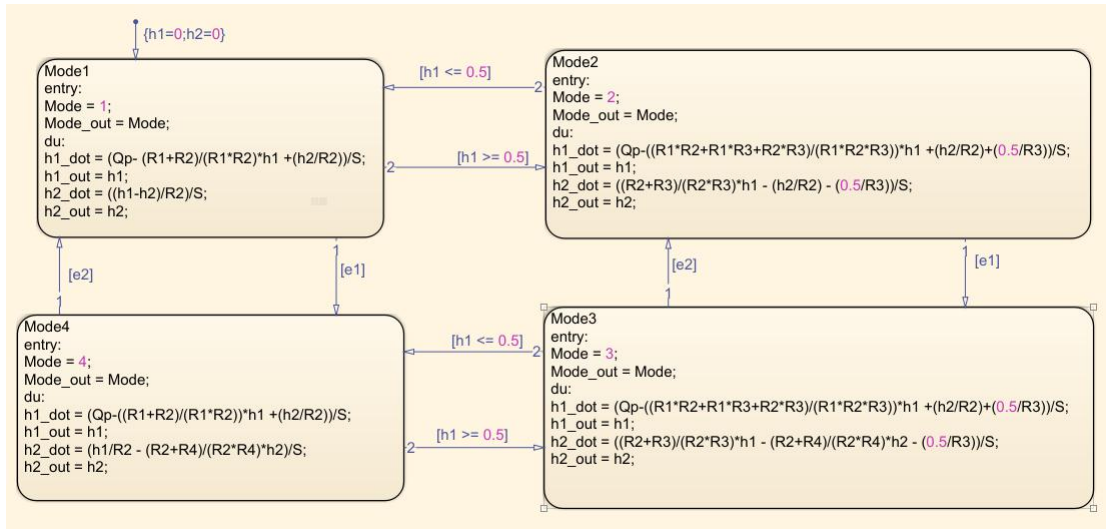 {h1=0;h2=0}
Mode1
entry:
Mode = 1;
Mode_out = Mode;
du:
h1_dot = (Qp- (R1+R2)/(R1*R2)*h1 +(h2/R2))/S;
h1_out = h1;
h2_dot = ((h1-h2)/R2)/S;
h2_out = h2;
[h1 <= 0.5]
2
[h1 >= 0.5]
2
Mode2
entry:
Mode = 2;
Mode_out = Mode;
du:
h1_dot = (Qp-((R1*R2+R1*R3+R2*R3)/(R1*R2*R3))*h1 +(h2/R2)+(0.5/R3))/S;
h1_out = h1;
h2_dot = ((R2+R3)/(R2*R3)*h1 - (h2/R2) - (0.5/R3))/S;
h2_out = h2;
[e2]
1
1
[e1]
[e2]
1
1
[e1]
Mode4
entry:
Mode = 4;
Mode_out = Mode;
du:
h1_dot = (Qp-((R1+R2)/(R1*R2))*h1 +(h2/R2))/S;
h1_out = h1;
h2_dot = (h1/R2 - (R2+R4)/(R2*R4)*h2)/S;
h2_out = h2;
[h1 <= 0.5]
2
[h1 >= 0.5]
2
Mode3
entry:
Mode = 3;
Mode_out = Mode;
du:
h1_dot = (Qp-((R1*R2+R1*R3+R2*R3)/(R1*R2*R3))*h1 +(h2/R2)+(0.5/R3))/S;
h1_out = h1;
h2_dot = ((R2+R3)/(R2*R3)*h1 - (R2+R4)/(R2*R4)*h2 - (0.5/R3))/S;
h2_out = h2;